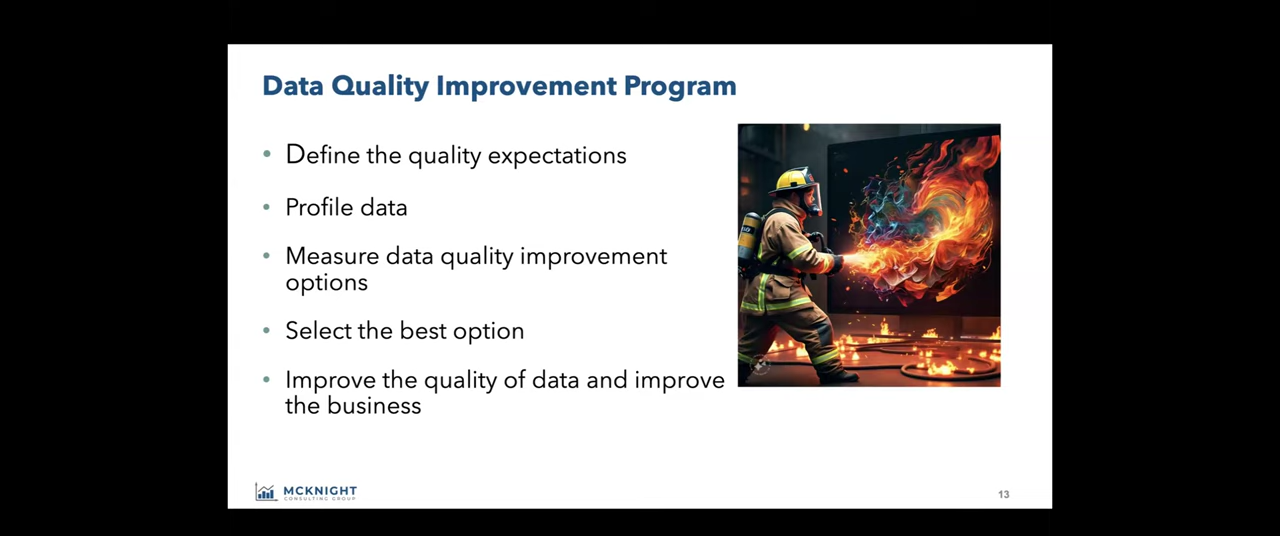 Data Quality Improvement Program
• Define the quality expectations
• Profile data
• Measure data quality improvement
options
• Select the best option
• Improve the quality of data and improve
the business
MCKNIGHT
CONSULTING GROUP
13